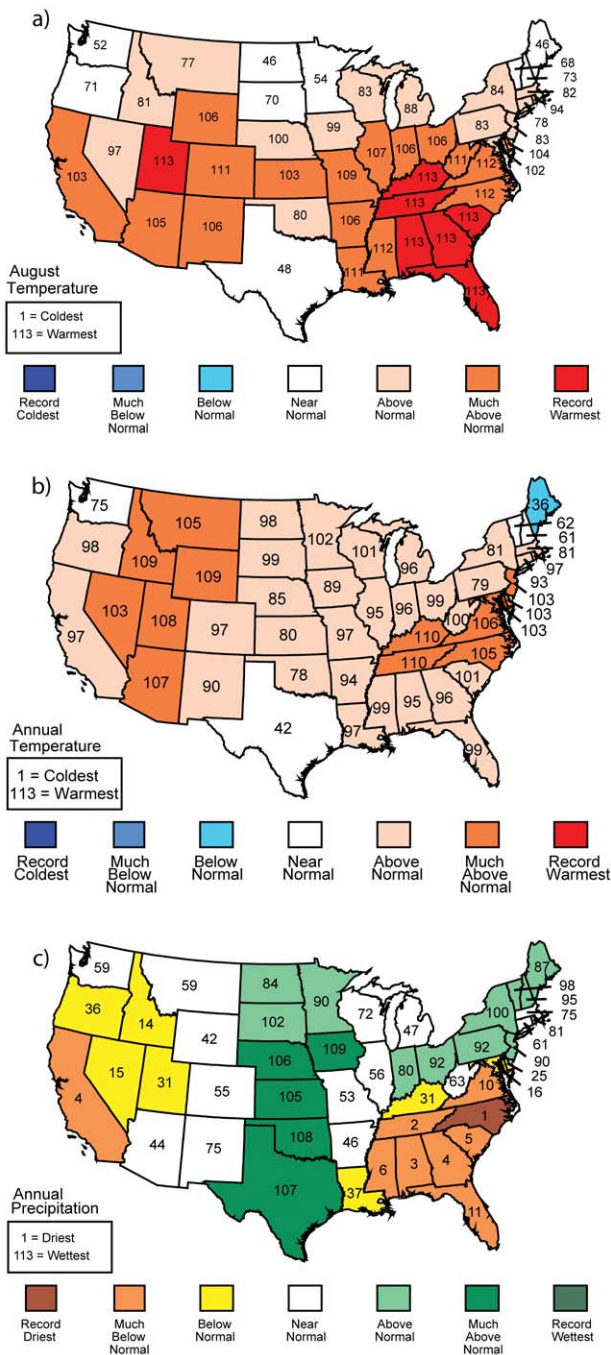 a)
52
71
77
81
46
70
54
83
88
84
46
68
73
82
94
78
83
104
102
83
106
100
99
97
113
111
103
103
109
107
106
106
113
111
112
112
113
105
106
80
106
112
113
113
113
111
113
48
August
Temperature
1 = Coldest
113 = Warmest
Record
Coldest
Much
Below
Normal
Below
Normal
Near
Normal
Above
Normal
Much
Above
Normal
Record
Warmest
b)
75
98
105
109
98
99
102
101
96
81
36
62
61
81
97
93
103
103
103
79
109
85
89
103
108
97
80
97
97
95
96
99
100
106
110
105
110
107
90
78
94
101
99
95
96
97
99
42
Annual
Temperature
1 = Coldest
113 = Warmest
Record
Coldest
Much
Below
Normal
Below
Normal
Near
Normal
Above
Normal
Much
Above
Normal
Record
Warmest
c)
59
36
59
14
84
102
90
72
47
100
87
98
95
75
81
61
90
25
16
92
42
106
109
15
31
55
4
105
53
56
80
92
63
10
31
1
2
44
75
108
46
5
6
3
4
37
11
107
Annual
Precipitation
1 = Driest
113 = Wettest
Record
Driest
Much
Below
Normal
Below
Normal
Near
Normal
Above
Normal
Much
Above
Normal
Record
Wettest